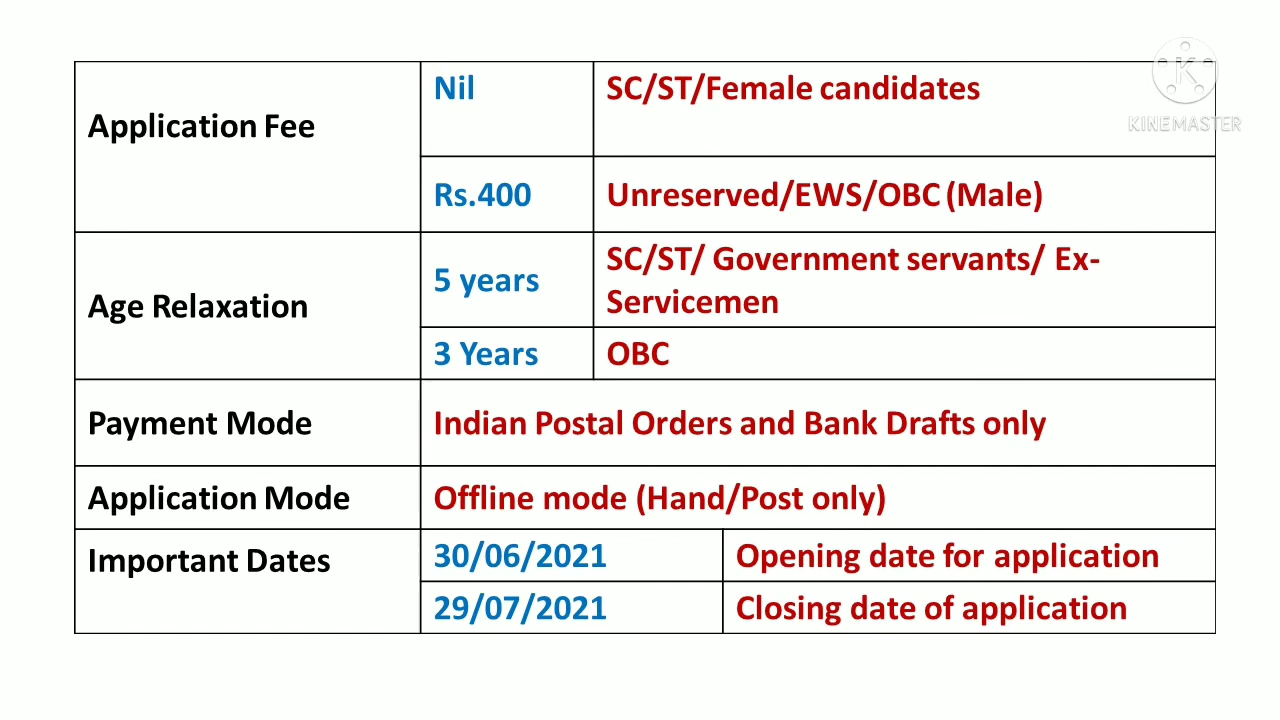 Application Fee
Nil
SC/ST/Female candidates
Rs.400
Unreserved/EWS/OBC (Male)
Age Relaxation
5 years
SC/ST/ Government servants/ Ex-
Servicemen
3 Years
OBC
Payment Mode
Indian Postal Orders and Bank Drafts only
Application Mode
Offline mode (Hand/Post only)
Important Dates
30/06/2021
Opening date for application
29/07/2021
Closing date of application
K
KINEMASTER